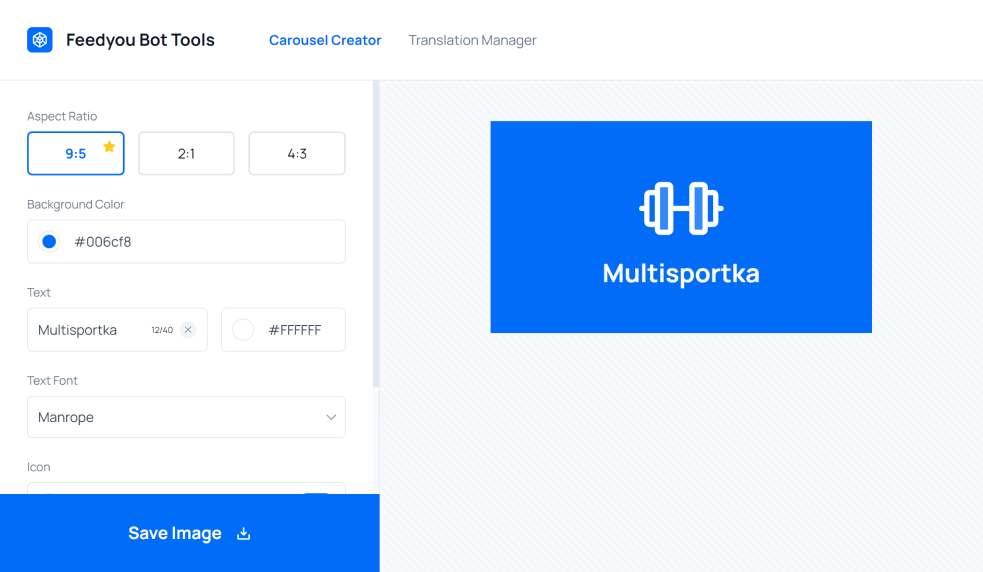 Feedyou Bot Tools
Carousel Creator
Translation Manager
Aspect Ratio
9:5
2:1
4:3
Background Color
#006cf8
Text
Multisportka
12/40
#FFFFFF
Text Font
Manrope
Icon
Save Image
Multisportka